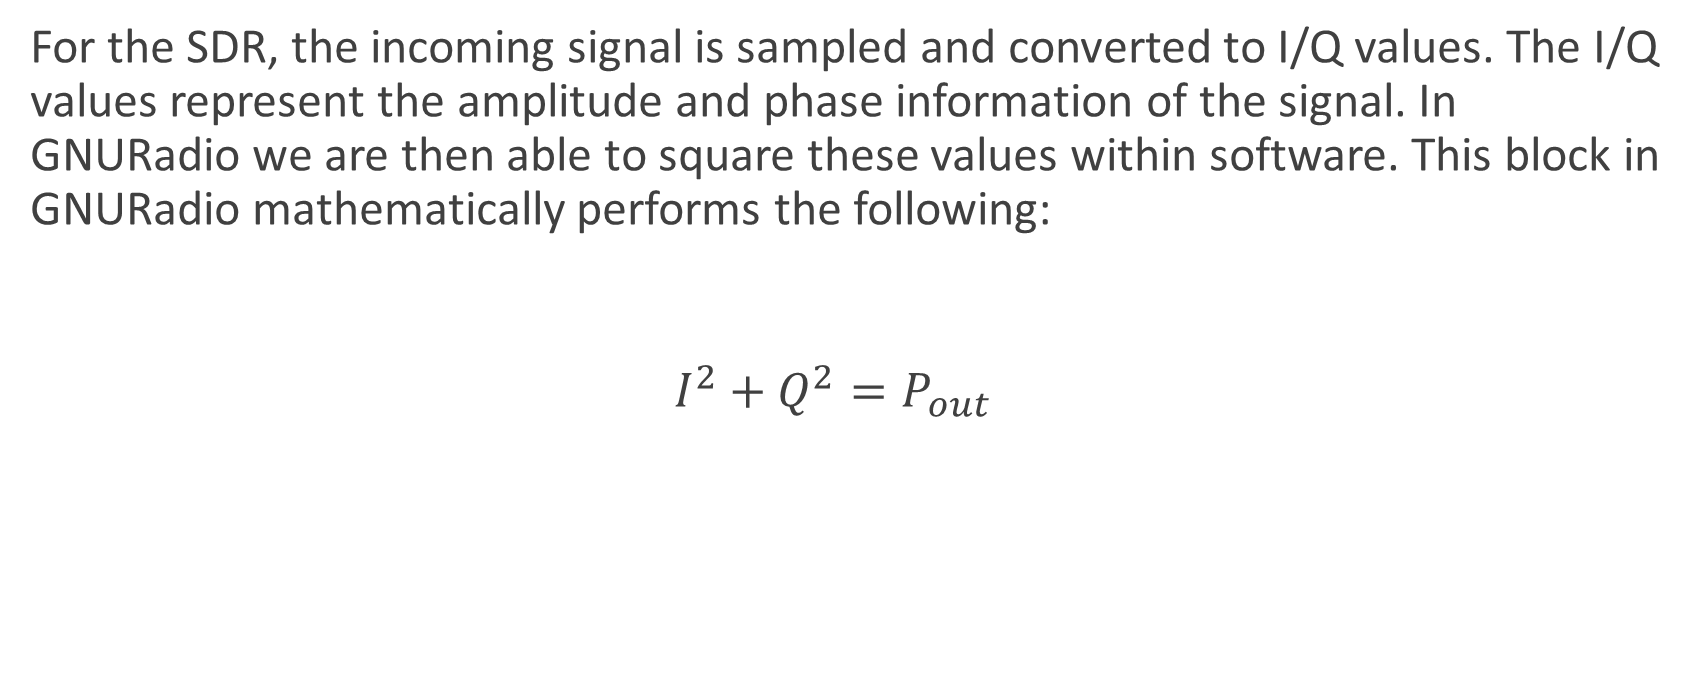 For the SDR, the incoming signal is sampled and converted to I/Q values. The I/Q
values represent the amplitude and phase information of the signal. In
GNURadio we are then able to square these values within software. This block in
GNURadio mathematically performs the following:
I² + Q² = P_out